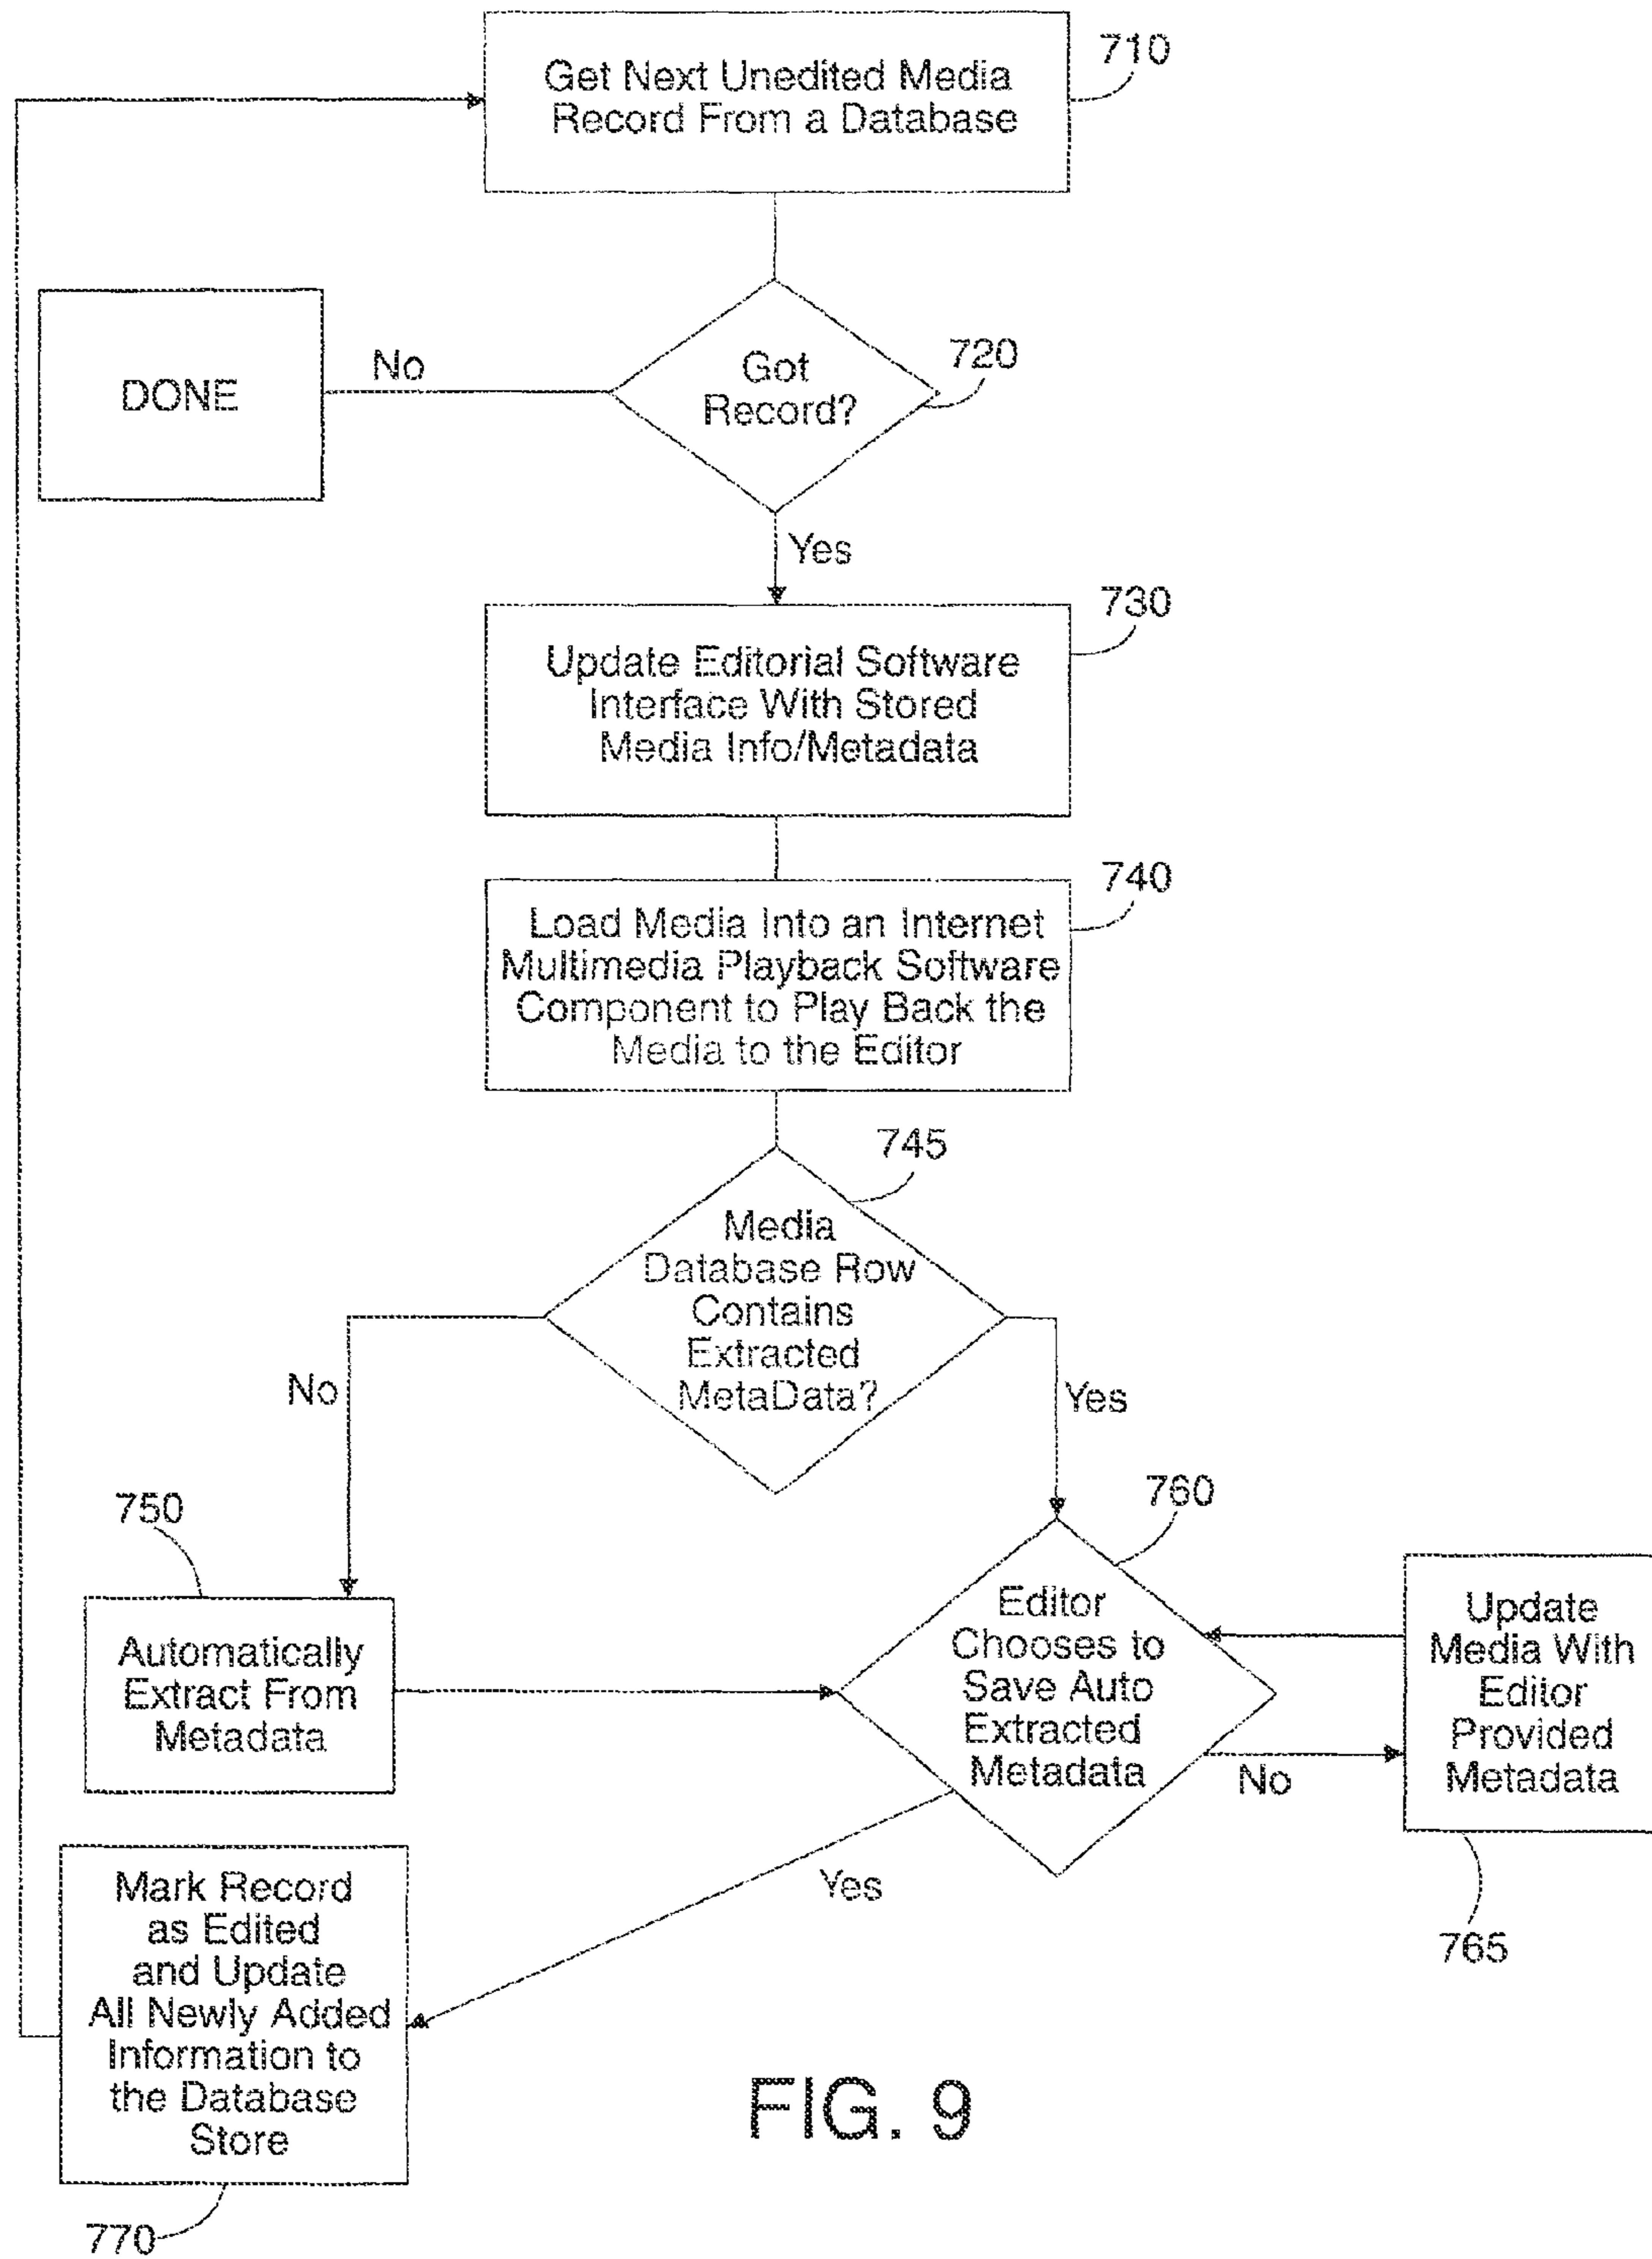 710
Get Next Unedited Media
Record From a Database
720
Got
Record?
No
DONE
Yes
730
Update Editorial Software
Interface With Stored
Media Info/Metadata
740
Load Media Into an Internet
Multimedia Playback Software
Component to Play Back the
Media to the Editor
745
Media
Database Row
Contains
Extracted
MetaData?
No
Yes
750
Automatically
Extract From
Metadata
760
Editor
Chooses to
Save Auto
Extracted
Metadata
No
Update
Media With
Editor
Provided
Metadata
765
Yes
Mark Record
as Edited
and Update
All Newly Added
Information to
the Database
Store
770
FIG. 9